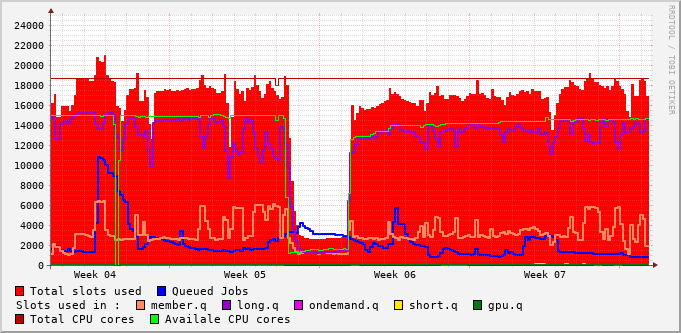 24000
22000
20000
18000
16000
14000
12000
10000
8000
6000
4000
2000
0
Week 04 Week 05 Week 06 Week 07
Total slots used Queued Jobs
Slots used in : member.q long.q ondemand.q short.q gpu.q
Total CPU cores Availale CPU cores
RRDTOOL / TOBI OETIKER